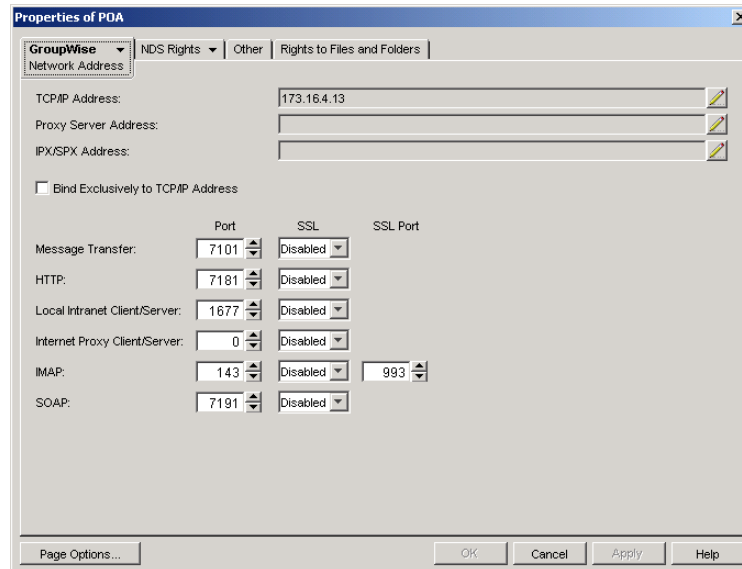 Properties of POA
GroupWise NDS Rights Other Rights to Files and Folders
Network Address
TCP/IP Address: 173.16.4.13
Proxy Server Address:
IPX/SPX Address:
Bind Exclusively to TCP/IP Address
Port SSL SSL Port
Message Transfer: 7101 Disabled
HTTP: 7181 Disabled
Local Intranet Client/Server: 1677 Disabled
Internet Proxy Client/Server: 0 Disabled
IMAP: 143 Disabled 993
SOAP: 7191 Disabled
Page Options... OK Cancel Apply Help